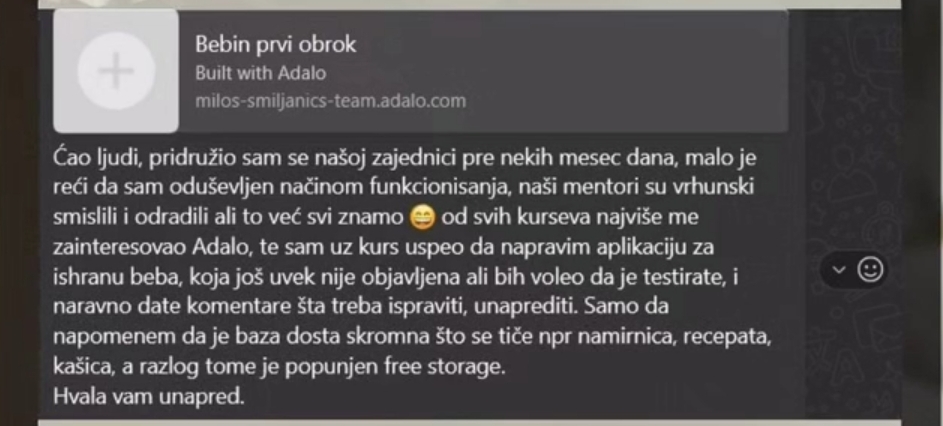 Bebin prvi obrok
Built with Adalo
milos-smiljanics-team.adalo.com
Ćao ljudi, pridružio sam se našoj zajednici pre nekih mesec dana, malo je
reći da sam oduševljen načinom funkcionisanja, naši mentori su vrhunski
smislili i odradili ali to već svi znamo 😄 od svih kurseva najviše me
zainteresovao Adalo, te sam uz kurs uspeo da napravim aplikaciju za
ishranu beba, koja još uvek nije objavljena ali bih voleo da je testirate, i
naravno date komentare šta treba ispraviti, unaprediti. Samo da
napomenem da je baza dosta skromna što se tiče npr namirnica, recepata,
kašica, a razlog tome je popunjen free storage.
Hvala vam unapred.